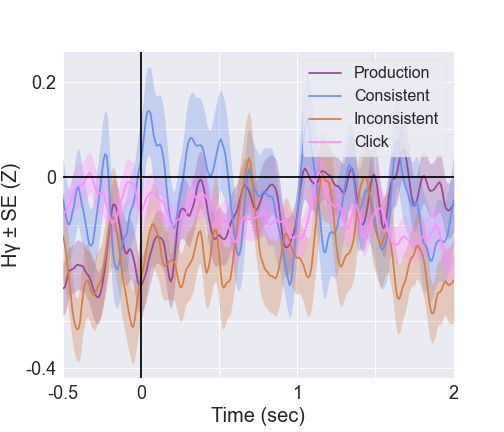 Production
Consistent
Inconsistent
Click
0.2
0
-0.4
Hγ ± SE (Z)
-0.5
0
1
2
Time (sec)